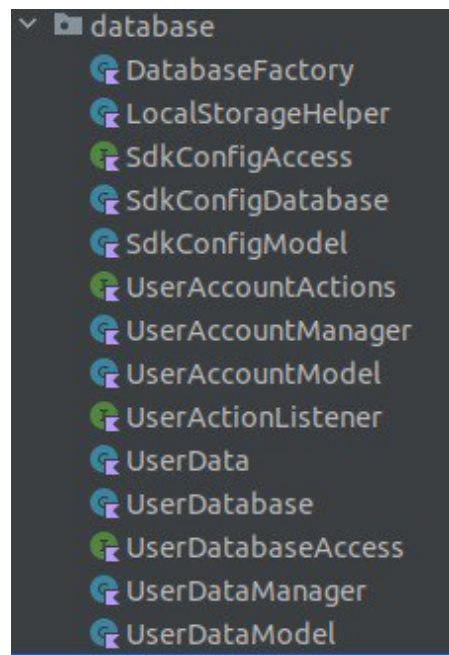 database
DatabaseFactory
LocalStorageHelper
SdkConfigAccess
SdkConfigDatabase
SdkConfigModel
UserAccountActions
UserAccountManager
UserAccountModel
UserActionListener
UserData
UserDatabase
UserDatabaseAccess
UserDataManager
UserDataModel